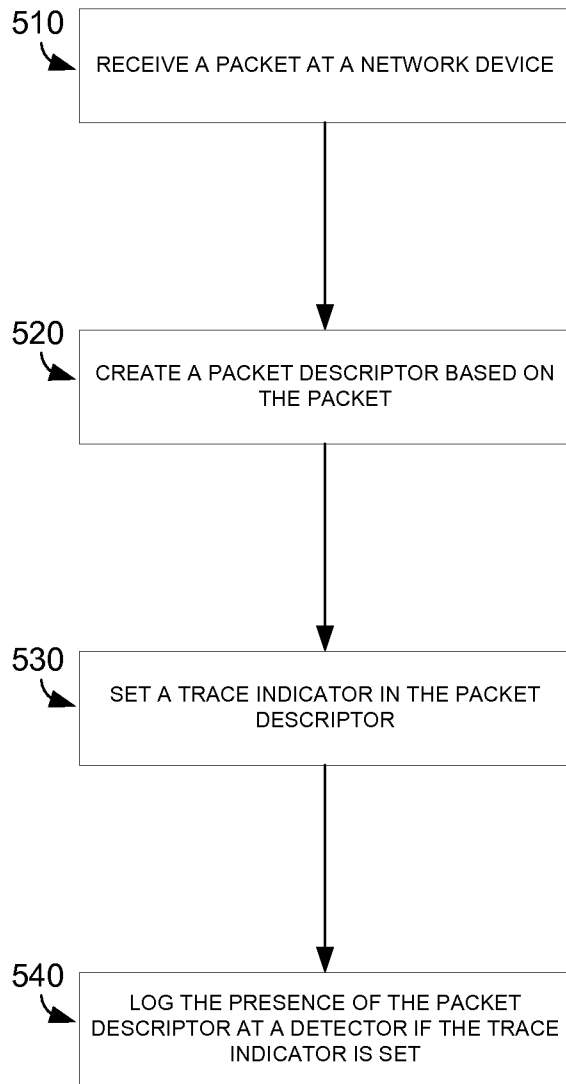 510
RECEIVE A PACKET AT A NETWORK DEVICE
520
CREATE A PACKET DESCRIPTOR BASED ON
THE PACKET
530
SET A TRACE INDICATOR IN THE PACKET
DESCRIPTOR
540
LOG THE PRESENCE OF THE PACKET
DESCRIPTOR AT A DETECTOR IF THE TRACE
INDICATOR IS SET